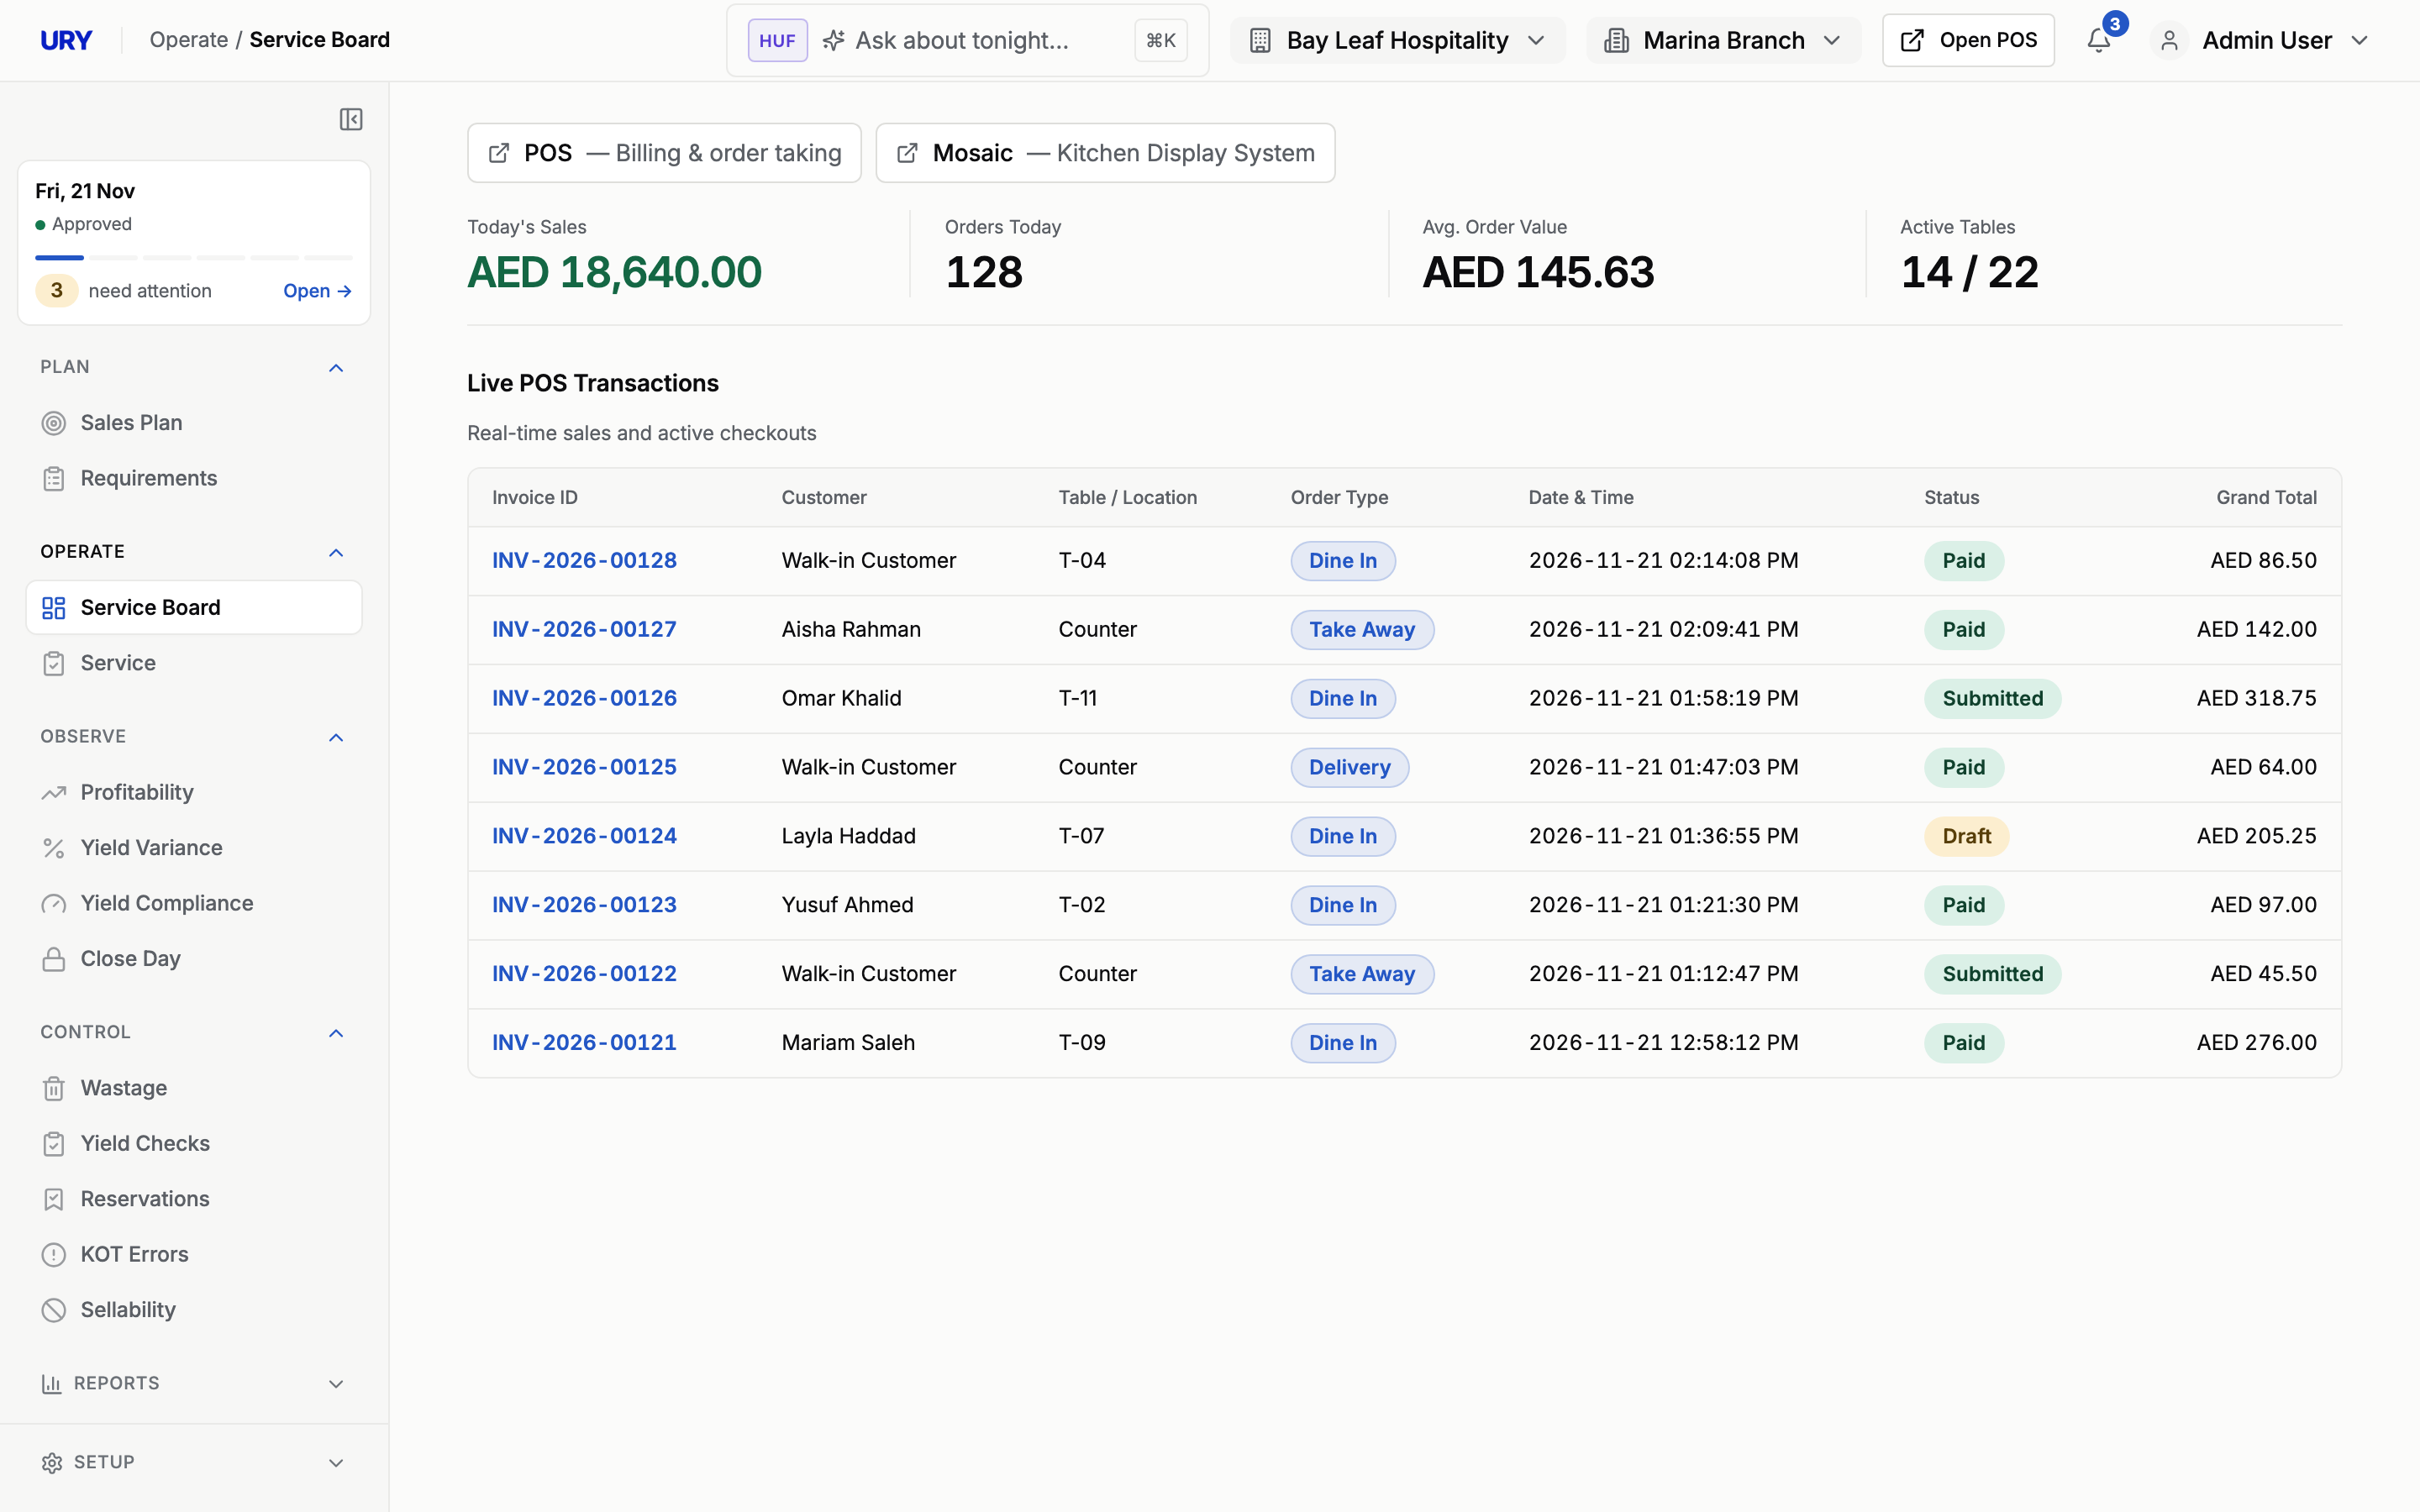 URY
Operate / Service Board
HUF Ask about tonight... ⌘K
Bay Leaf Hospitality
Marina Branch
Open POS
3
Admin User
Fri, 21 Nov
Approved
3 need attention Open →
PLAN
Sales Plan
Requirements
OPERATE
Service Board
Service
OBSERVE
Profitability
Yield Variance
Yield Compliance
Close Day
CONTROL
Wastage
Yield Checks
Reservations
KOT Errors
Sellability
REPORTS
SETUP
POS — Billing & order taking
Mosaic — Kitchen Display System
Today's Sales
AED 18,640.00
Orders Today
128
Avg. Order Value
AED 145.63
Active Tables
14 / 22
Live POS Transactions
Real-time sales and active checkouts
Invoice ID Customer Table / Location Order Type Date & Time Status Grand Total
INV-2026-00128 Walk-in Customer T-04 Dine In 2026-11-21 02:14:08 PM Paid AED 86.50
INV-2026-00127 Aisha Rahman Counter Take Away 2026-11-21 02:09:41 PM Paid AED 142.00
INV-2026-00126 Omar Khalid T-11 Dine In 2026-11-21 01:58:19 PM Submitted AED 318.75
INV-2026-00125 Walk-in Customer Counter Delivery 2026-11-21 01:47:03 PM Paid AED 64.00
INV-2026-00124 Layla Haddad T-07 Dine In 2026-11-21 01:36:55 PM Draft AED 205.25
INV-2026-00123 Yusuf Ahmed T-02 Dine In 2026-11-21 01:21:30 PM Paid AED 97.00
INV-2026-00122 Walk-in Customer Counter Take Away 2026-11-21 01:12:47 PM Submitted AED 45.50
INV-2026-00121 Mariam Saleh T-09 Dine In 2026-11-21 12:58:12 PM Paid AED 276.00